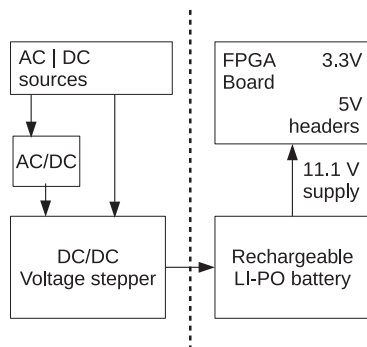 AC | DC
sources
AC/DC
DC/DC
Voltage stepper
FPGA 3.3V
Board
5V
headers
11.1 V
supply
Rechargeable
LI-PO battery